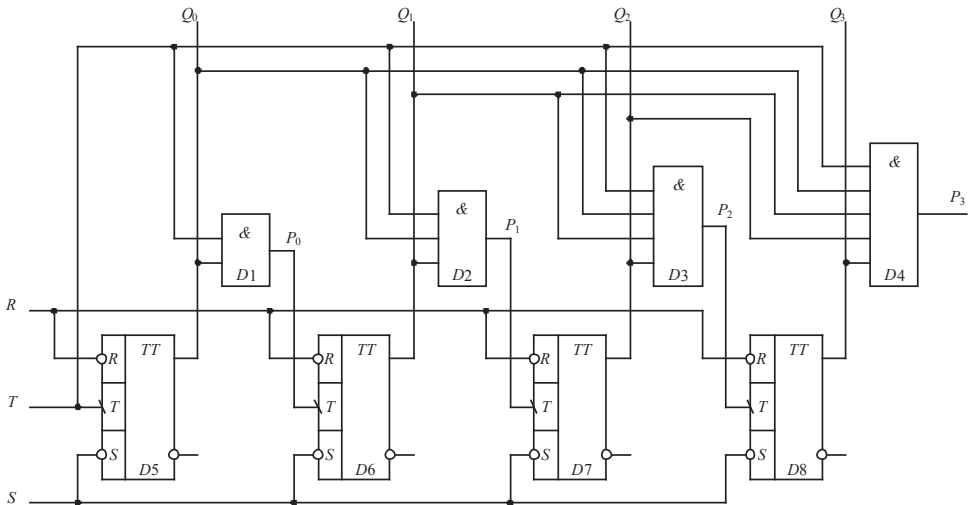 Q₀ Q₁ Q₂ Q₃
&
P₃
&
P₂
&
P₁
&
P₀
D4
D1 D2 D3
R
TT TT TT TT
R R R R
T
T T T T
S S S S
D5 D6 D7 D8
S